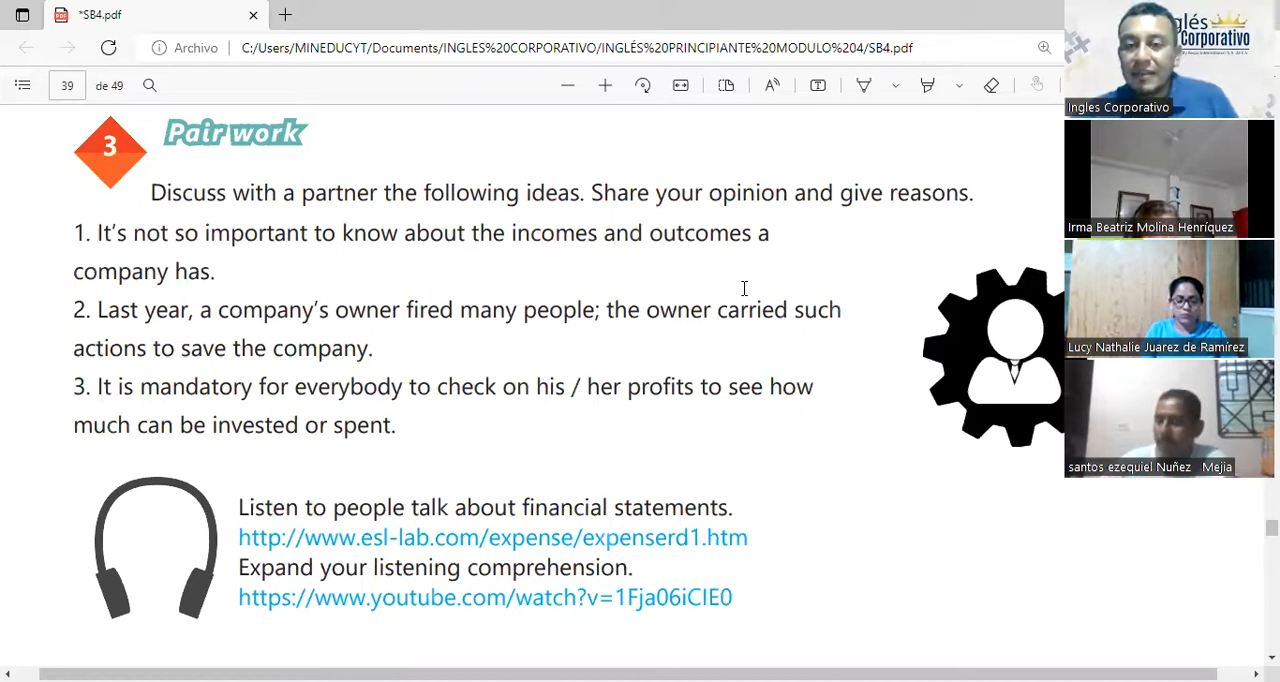 *SB4.pdf
Archivo
C:/Users/MINEDUCYT/Documents/INGLES%20CORPORATIVO/INGLÉS%20PRINCIPIANTE%20MODULO%204/SB4.pdf
39 de 49
3 Pair work
Discuss with a partner the following ideas. Share your opinion and give reasons.
1. It's not so important to know about the incomes and outcomes a
company has.
2. Last year, a company's owner fired many people; the owner carried such
actions to save the company.
3. It is mandatory for everybody to check on his / her profits to see how
much can be invested or spent.
Listen to people talk about financial statements.
http://www.esl-lab.com/expense/expenserd1.htm
Expand your listening comprehension.
https://www.youtube.com/watch?v=1Fja06iCIE0
glés
Corporativo
Ingles Corporativo
Irma Beatriz Molina Henríquez
Lucy Nathalie Juarez de Ramírez
santos ezequiel Nuñez Mejia